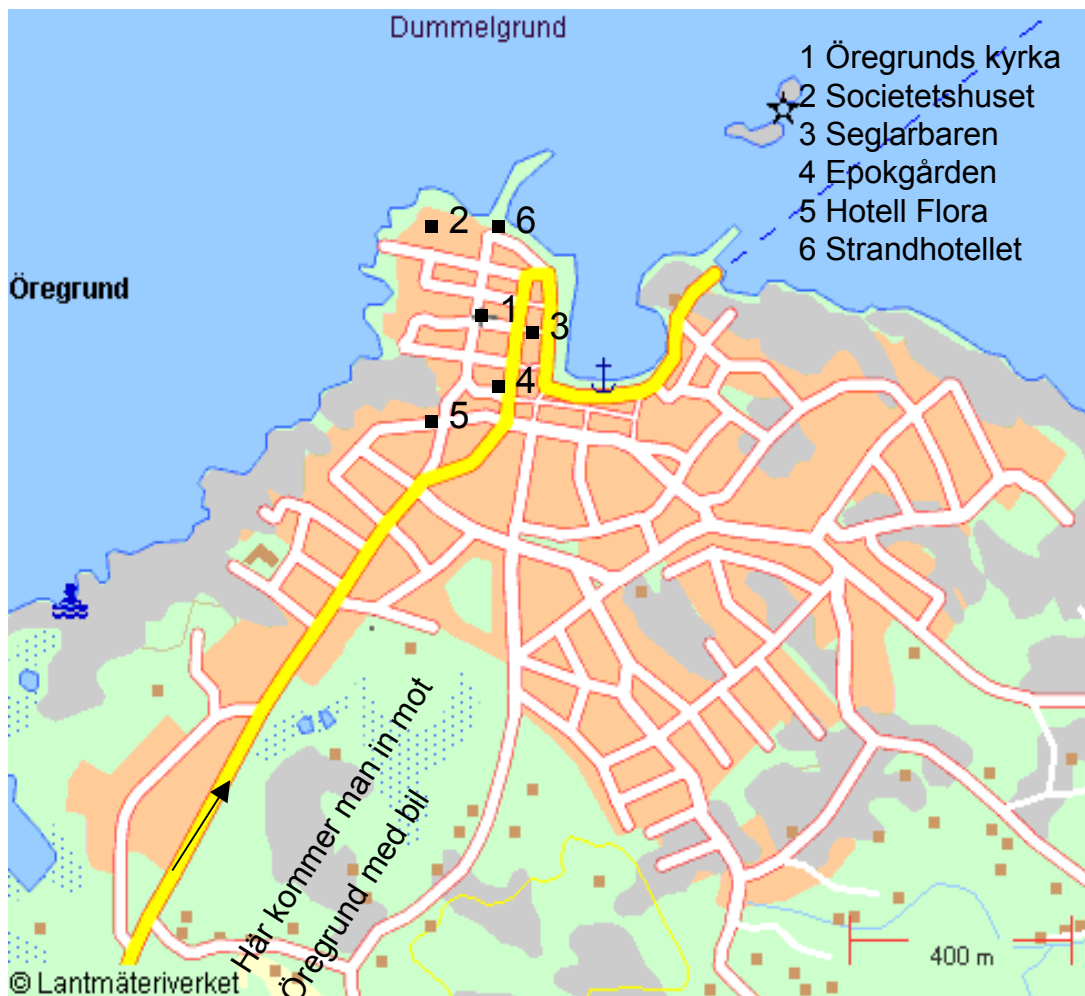 Dummelgrund
1 Öregrunds kyrka
2 Societetshuset
3 Seglarbaren
4 Epokgården
5 Hotell Flora
6 Strandhotellet
2
6
Öregrund
1
3
4
5
Här kommer man in mot
Öregrund med bil
400 m
© Lantmäteriverket